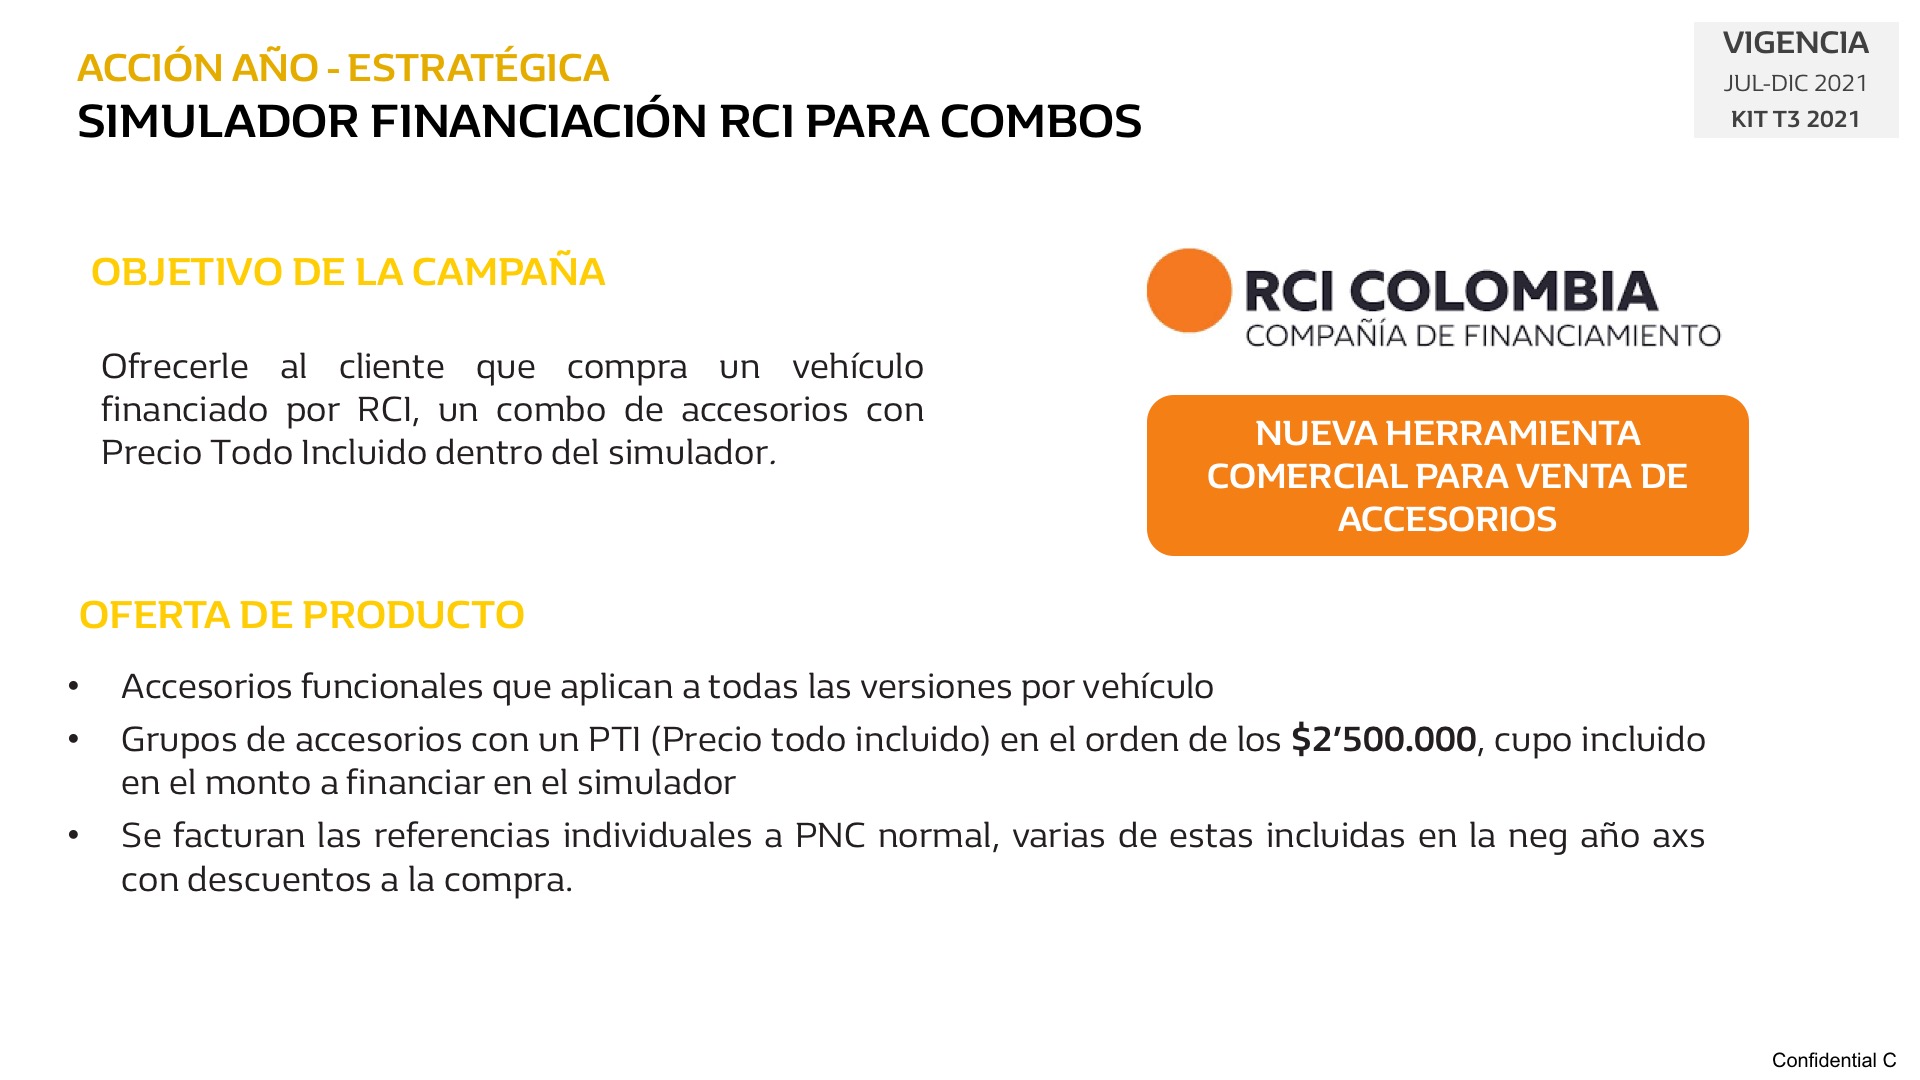 ACCIÓN AÑO - ESTRATÉGICA
SIMULADOR FINANCIACIÓN RCI PARA COMBOS
VIGENCIA
JUL-DIC 2021
KIT T3 2021
OBJETIVO DE LA CAMPAÑA
Ofrecerle al cliente que compra un vehículo
financiado por RCI, un combo de accesorios con
Precio Todo Incluido dentro del simulador.
RCI COLOMBIA
COMPAÑÍA DE FINANCIAMIENTO
NUEVA HERRAMIENTA
COMERCIAL PARA VENTA DE
ACCESORIOS
OFERTA DE PRODUCTO
• Accesorios funcionales que aplican a todas las versiones por vehículo
• Grupos de accesorios con un PTI (Precio todo incluido) en el orden de los $2’500.000, cupo incluido
en el monto a financiar en el simulador
• Se facturan las referencias individuales a PNC normal, varias de estas incluidas en la neg año axs
con descuentos a la compra.
Confidential C